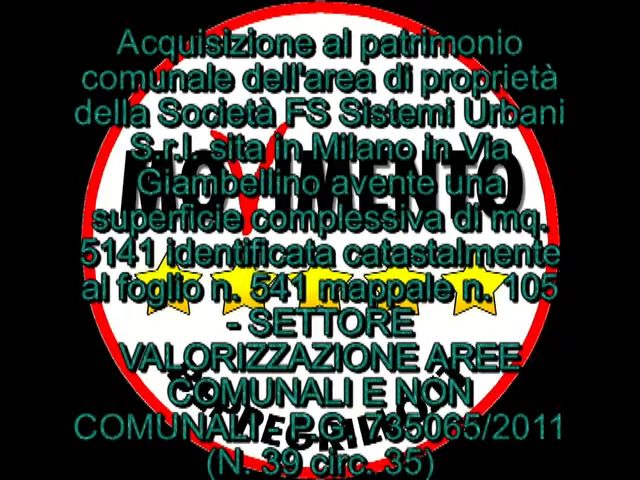 Acquisizione al patrimonio
comunale dell'area di proprietà
della Società FS Sistemi Urbani
S.r.l. sita in Milano in Via
MOVIMENTO
Giambellino avente una
superficie complessiva di mq.
5141 identificata catastalmente
al foglio n. 541 mappale n. 105
- SETTORE
VALORIZZAZIONE AREE
COMUNALI E NON
COMUNALI - P.G. 735065/2011
(N. 39 circ. 35)